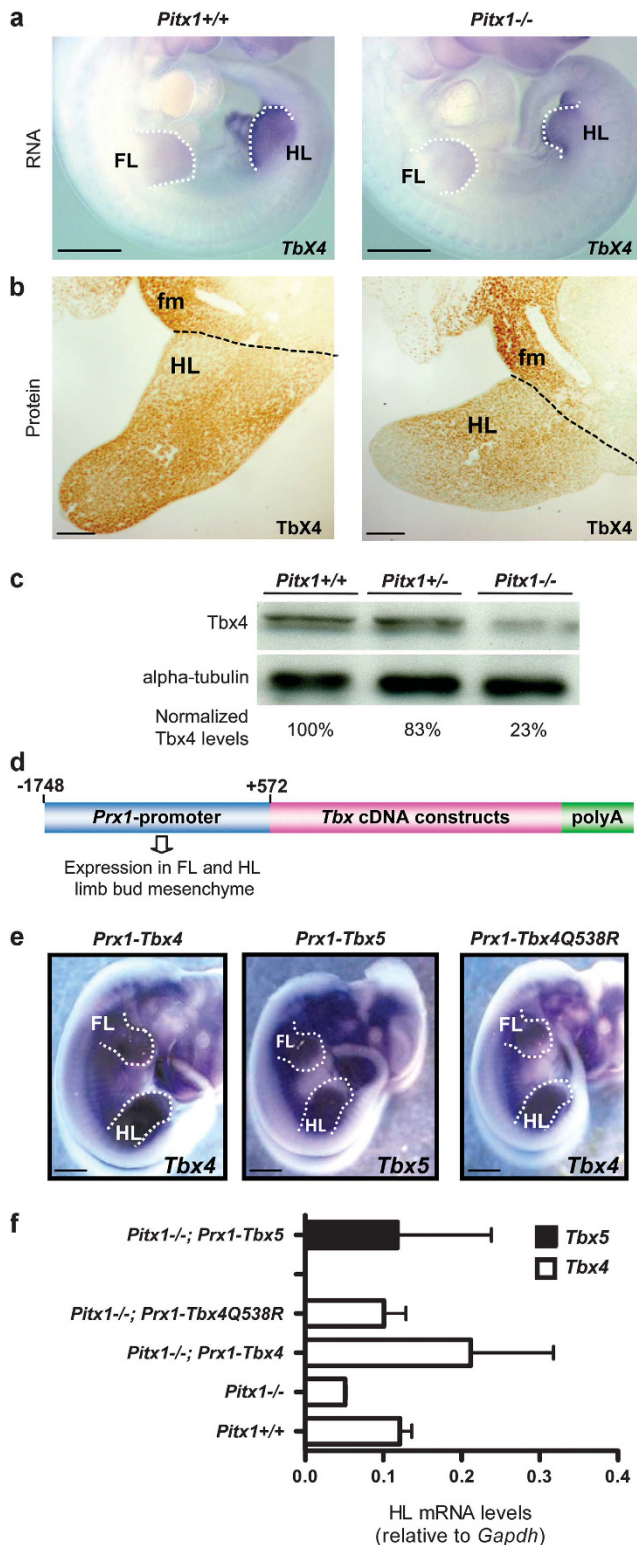 a
Pitx1+/+
Pitx1-/-
RNA
FL
HL
TbX4
FL
HL
TbX4
b
Protein
fm
HL
TbX4
fm
HL
TbX4
c
Pitx1+/+ Pitx1+/- Pitx1-/-
Tbx4
alpha-tubulin
Normalized
Tbx4 levels
100% 83% 23%
d
-1748 +572
Prx1-promoter Tbx cDNA constructs polyA
Expression in FL and HL
limb bud mesenchyme
e
Prx1-Tbx4 Prx1-Tbx5 Prx1-Tbx4Q538R
FL
HL
Tbx4
FL
HL
Tbx5
FL
HL
Tbx4
f
Pitx1-/-; Prx1-Tbx5
Pitx1-/-; Prx1-Tbx4Q538R
Pitx1-/-; Prx1-Tbx4
Pitx1-/-
Pitx1+/+
Tbx5
Tbx4
0.0 0.1 0.2 0.3 0.4
HL mRNA levels
(relative to Gapdh)